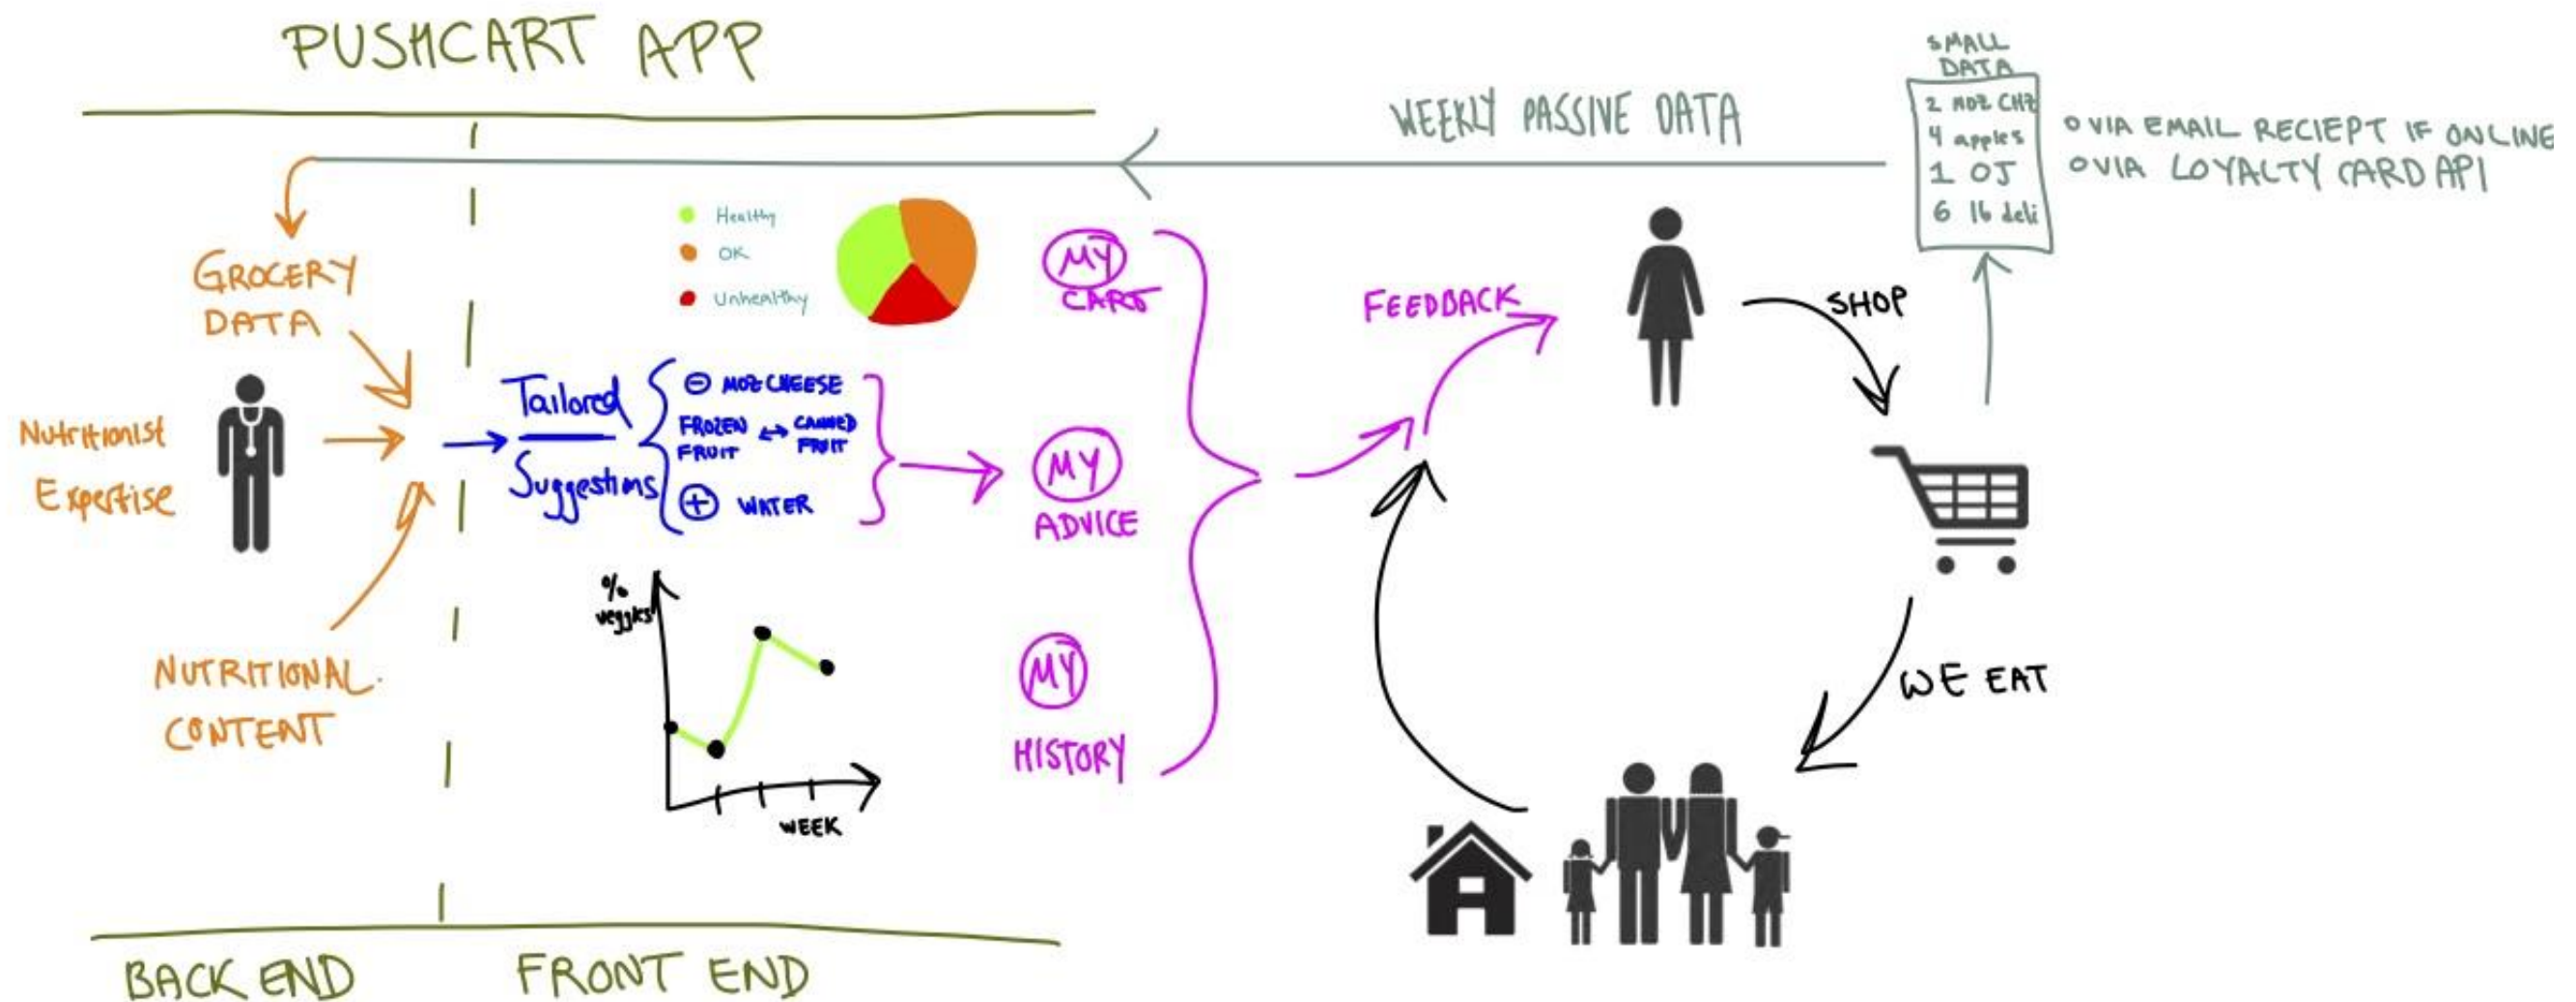 PUSHCART APP
SMALL
DATA
2 MOZ CHZ
4 apples
1 OJ
6 lb deli
O VIA EMAIL RECIEPT IF ONLINE
O VIA LOYALTY CARD API
WEEKLY PASSIVE DATA
Healthy
OK
Unhealthy
MY
CART
GROCERY
DATA
FEEDBACK
SHOP
Nutritionist
Expertise
Tailored
Suggestions
⊖ MOZ CHEESE
FROZEN ↔ CANNED
FRUIT FRUIT
⊕ WATER
MY
ADVICE
%
veggies
WEEK
NUTRITIONAL
CONTENT
MY
HISTORY
WE EAT
BACK END
FRONT END